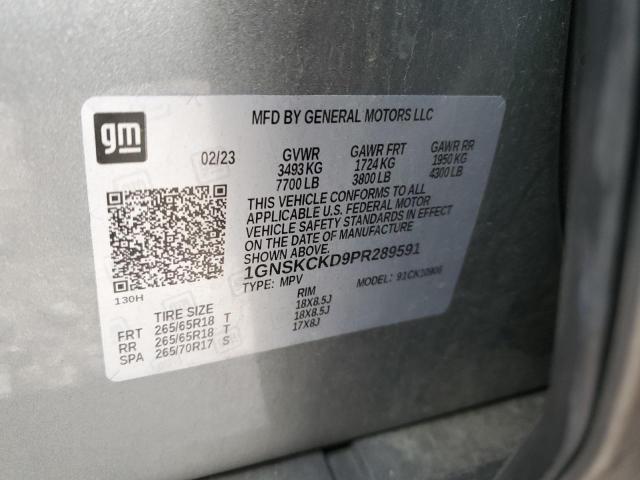 gm
MFD BY GENERAL MOTORS LLC
02/23 GVWR GAWR FRT GAWR RR
3493 KG 1724 KG 1950 KG
7700 LB 3800 LB 4300 LB
THIS VEHICLE CONFORMS TO ALL
APPLICABLE U.S. FEDERAL MOTOR
VEHICLE SAFETY STANDARDS IN EFFECT
ON THE DATE OF MANUFACTURE
1GNSKCKD9PR289591
TYPE: MPV MODEL: 91CK10906
130H
TIRE SIZE RIM
FRT 265/65R18 T 18X8.5J
RR 265/65R18 T 18X8.5J
SPA 265/70R17 S 17X8J